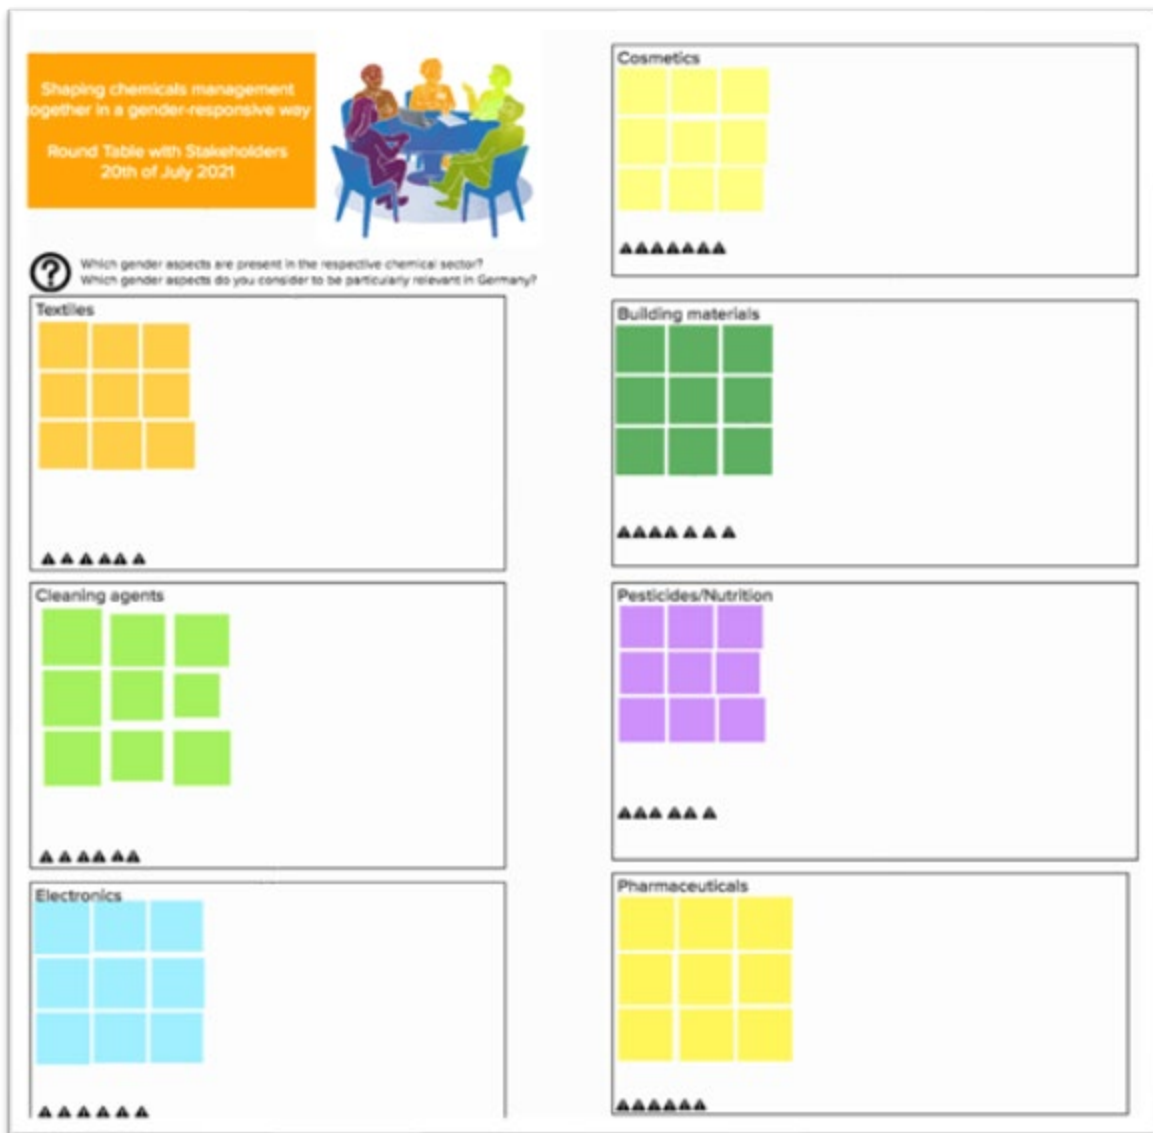 Shaping chemicals management
together in a gender-responsive way
Round Table with Stakeholders
20th of July 2021
?
Which gender aspects are present in the respective chemical sector?
Which gender aspects do you consider to be particularly relevant in Germany?
Textiles
Cleaning agents
Electronics
Cosmetics
Building materials
Pesticides/Nutrition
Pharmaceuticals